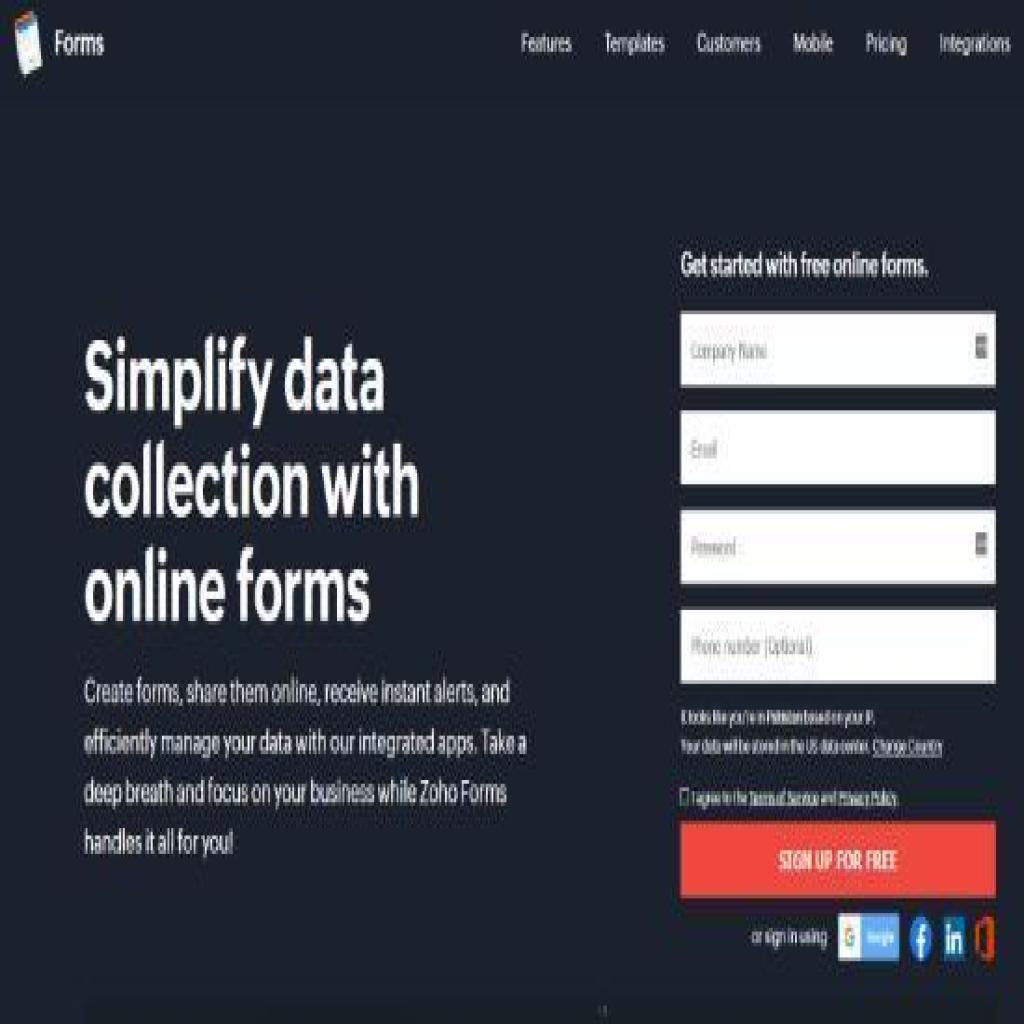 Forms
Features Templates Customers Mobile Pricing Integrations
Get started with free online forms.
Company Name
Email
Password
Phone number (Optional)
Simplify data
collection with
online forms
Create forms, share them online, receive instant alerts, and
efficiently manage your data with our integrated apps. Take a
deep breath and focus on your business while Zoho Forms
handles it all for you!
It looks like you're in Pakistan based on your IP.
Your data will be stored in the US data center. Change Country
I agree to the Terms of Service and Privacy Policy.
SIGN UP FOR FREE
or sign in using G Google f in